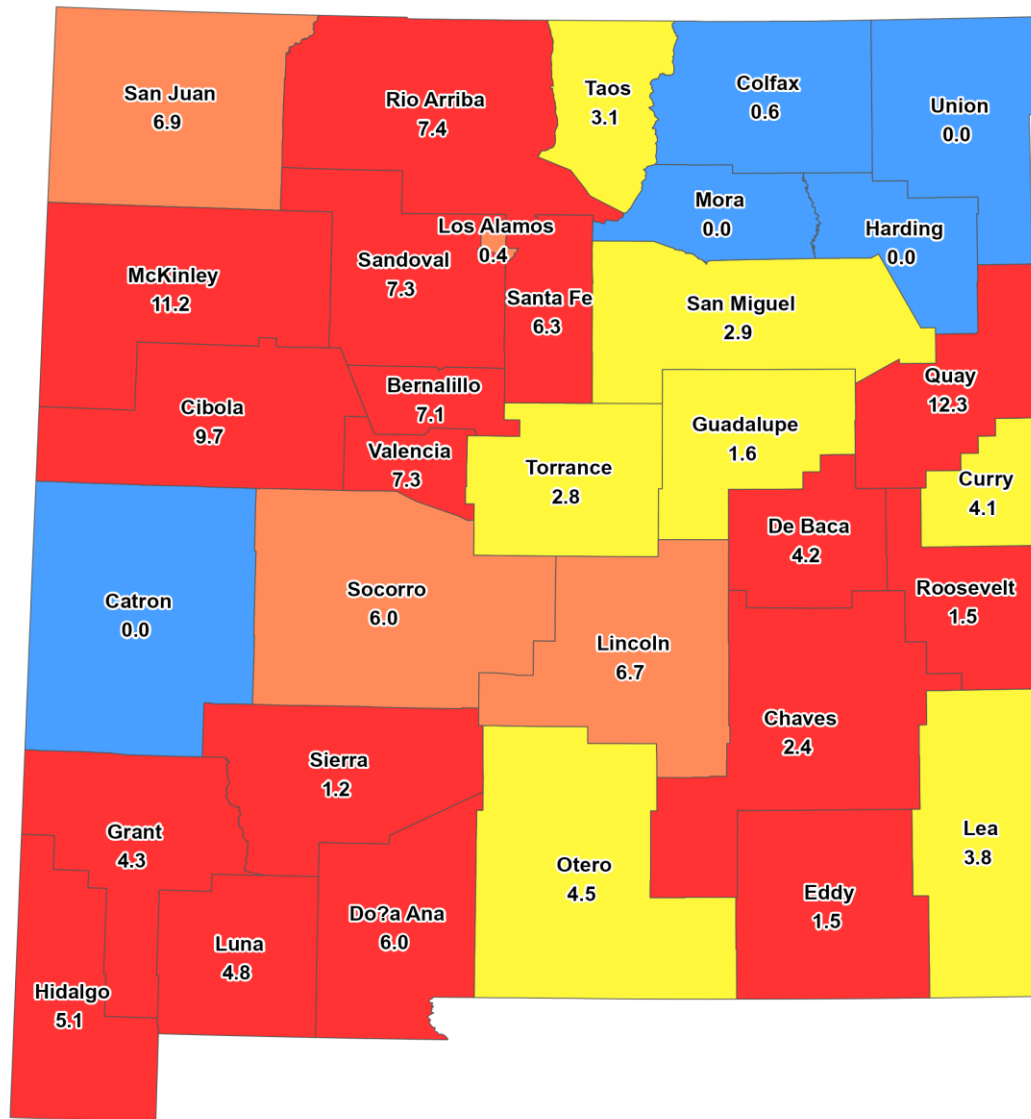 San Juan
6.9
Rio Arriba
7.4
Taos
3.1
Colfax
0.6
Union
0.0
Mora
0.0
Harding
0.0
Los Alamos
0.4
McKinley
11.2
Sandoval
7.3
Santa Fe
6.3
San Miguel
2.9
Quay
12.3
Cibola
9.7
Bernalillo
7.1
Valencia
7.3
Torrance
2.8
Guadalupe
1.6
Curry
4.1
De Baca
4.2
Roosevelt
1.5
Catron
0.0
Socorro
6.0
Lincoln
6.7
Chaves
2.4
Sierra
1.2
Grant
4.3
Otero
4.5
Lea
3.8
Eddy
1.5
Do?a Ana
6.0
Luna
4.8
Hidalgo
5.1